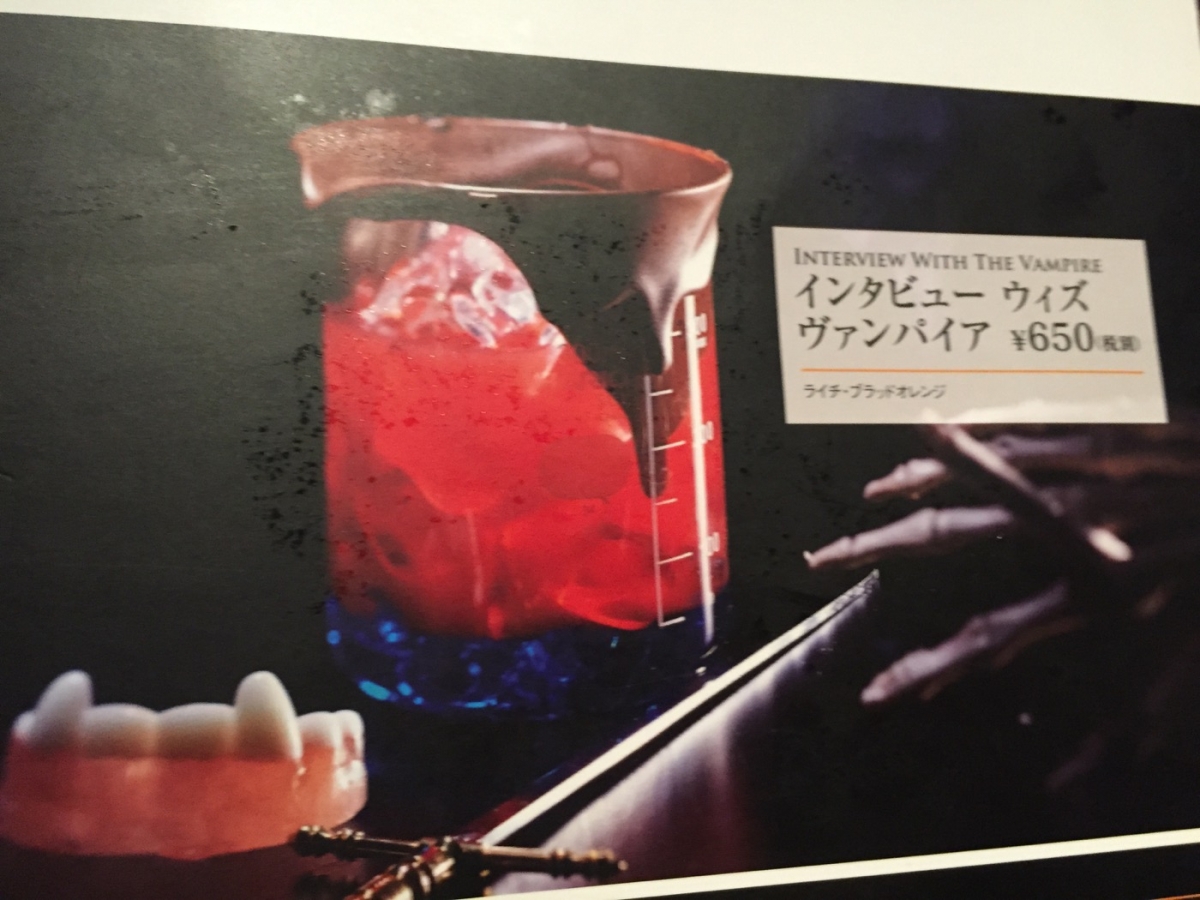 INTERVIEW WITH THE VAMPIRE
インタビュー ウィズ
ヴァンパイア ¥650(税別)
ライチ・ブラッドオレンジ